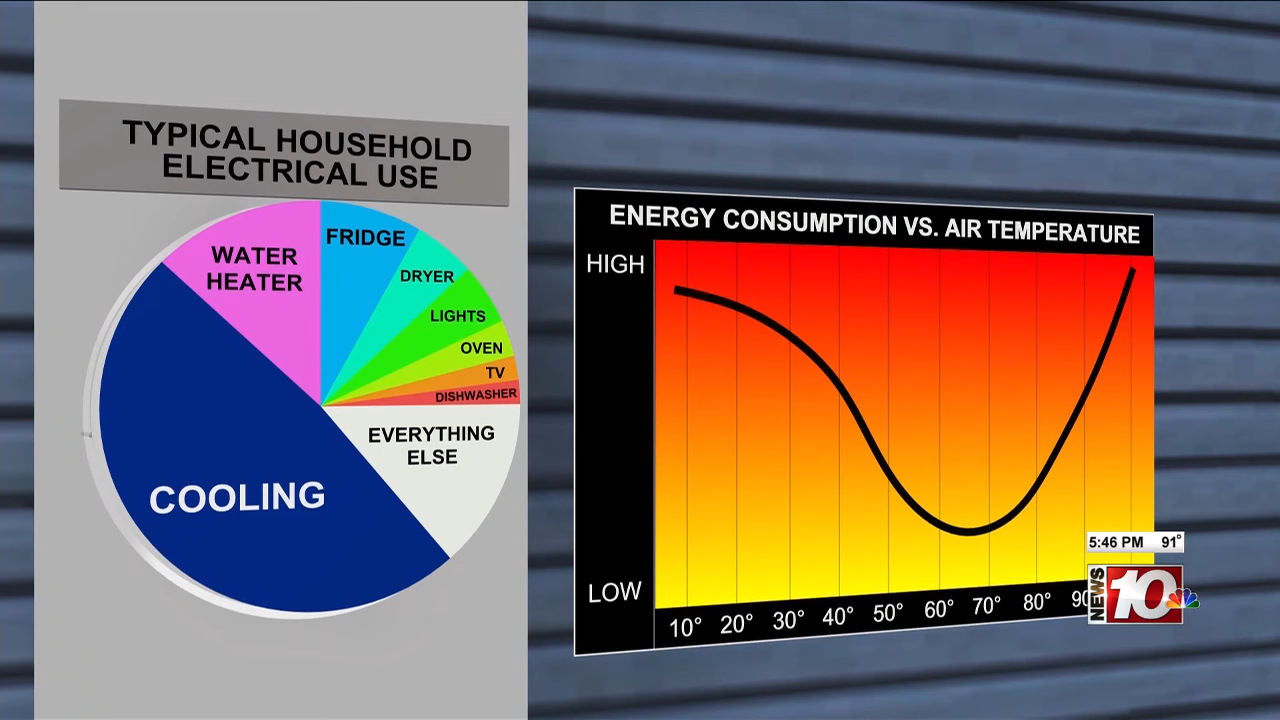 TYPICAL HOUSEHOLD
ELECTRICAL USE
WATER
HEATER
FRIDGE
DRYER
LIGHTS
OVEN
TV
DISHWASHER
EVERYTHING
ELSE
COOLING
ENERGY CONSUMPTION VS. AIR TEMPERATURE
HIGH
LOW
10° 20° 30° 40° 50° 60° 70° 80° 90
5:46 PM 91°
NEWS
10